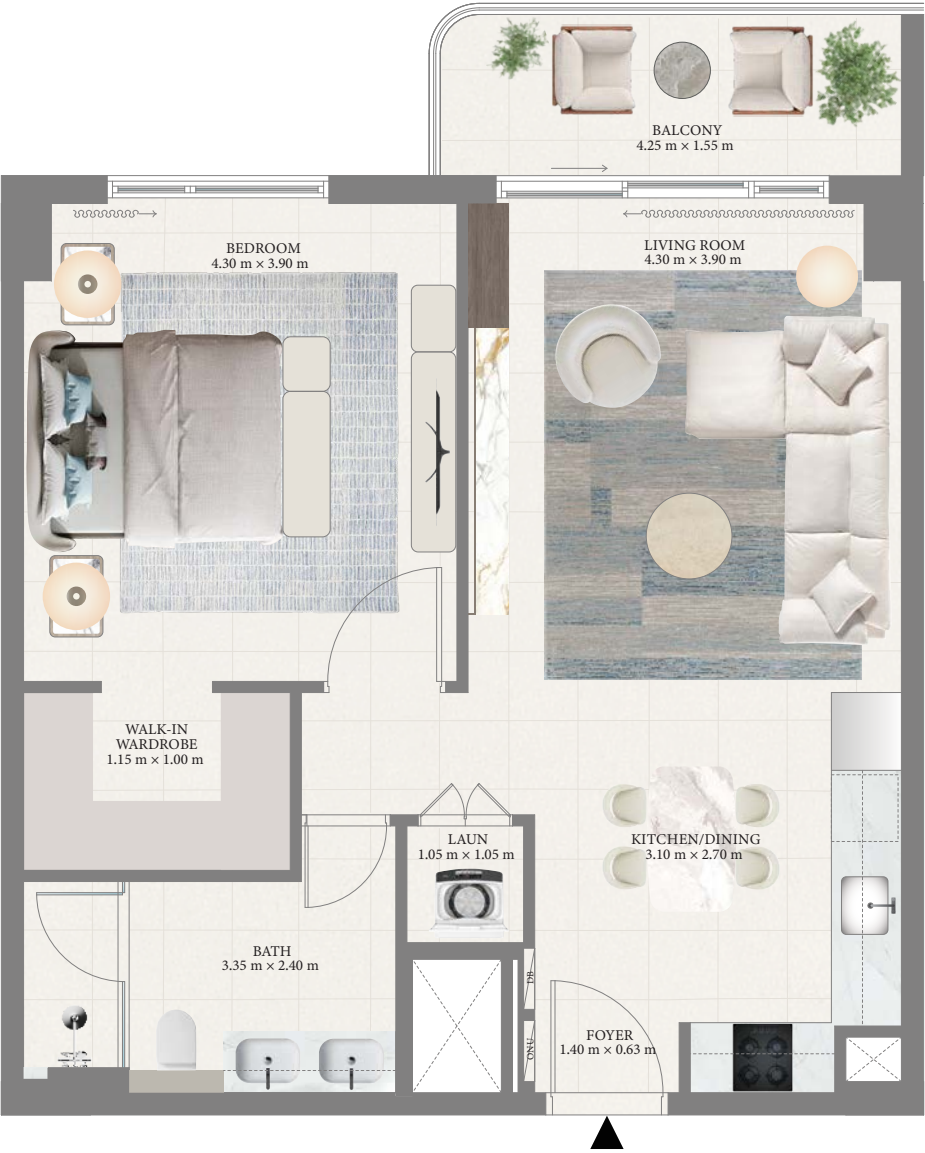 BALCONY
4.25 m × 1.55 m
BEDROOM
4.30 m × 3.90 m
LIVING ROOM
4.30 m × 3.90 m
WALK-IN
WARDROBE
1.15 m × 1.00 m
LAUN
1.05 m × 1.05 m
KITCHEN/DINING
3.10 m × 2.70 m
BATH
3.35 m × 2.40 m
DB
FOYER
1.40 m × 0.63 m
ONU